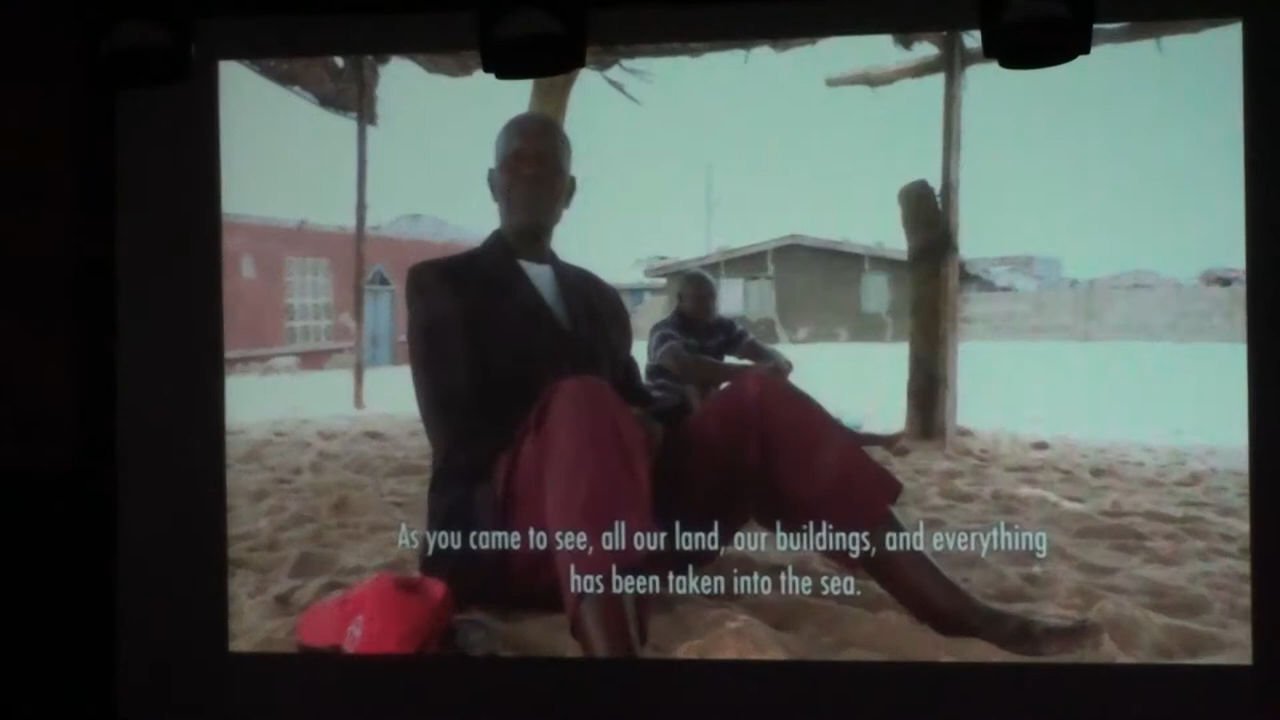 As you came to see, all our land, our buildings, and everything
has been taken into the sea.